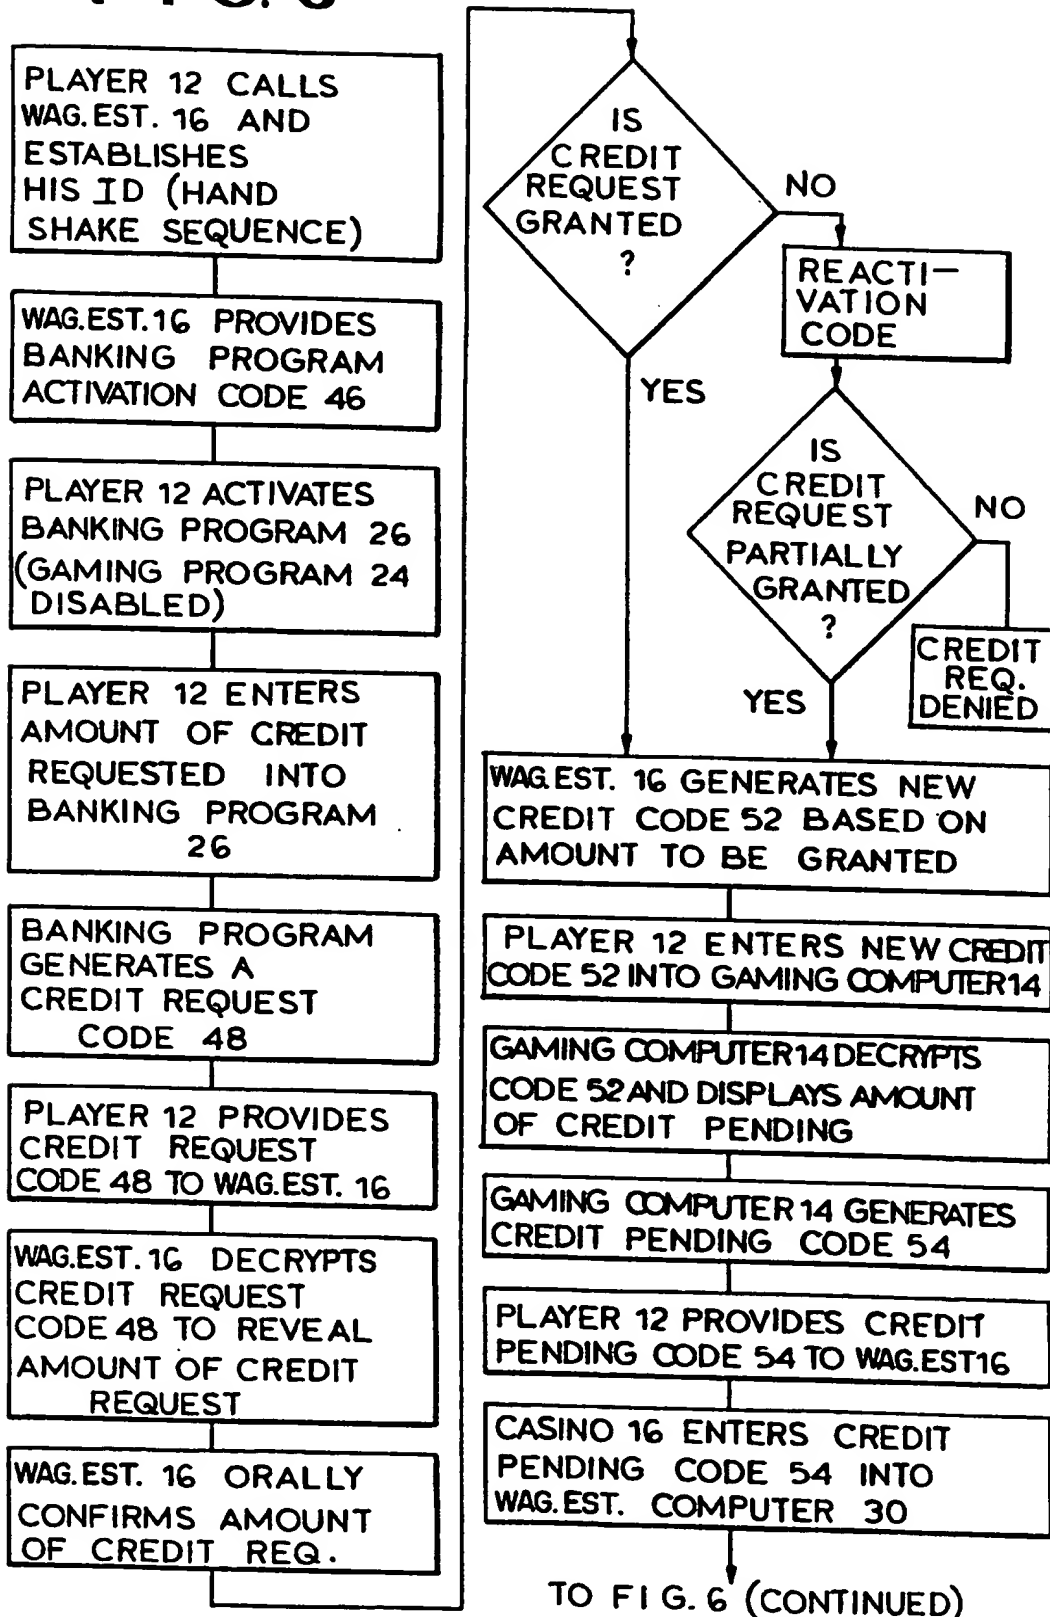 PLAYER 12 CALLS
WAG.EST. 16 AND
ESTABLISHES
HIS ID (HAND
SHAKE SEQUENCE)
WAG.EST.16 PROVIDES
BANKING PROGRAM
ACTIVATION CODE 46
PLAYER 12 ACTIVATES
BANKING PROGRAM 26
(GAMING PROGRAM 24
DISABLED)
PLAYER 12 ENTERS
AMOUNT OF CREDIT
REQUESTED INTO
BANKING PROGRAM
26
BANKING PROGRAM
GENERATES A
CREDIT REQUEST
CODE 48
PLAYER 12 PROVIDES
CREDIT REQUEST
CODE 48 TO WAG.EST. 16
WAG.EST. 16 DECRYPTS
CREDIT REQUEST
CODE 48 TO REVEAL
AMOUNT OF CREDIT
REQUEST
WAG.EST. 16 ORALLY
CONFIRMS AMOUNT
OF CREDIT REQ.
IS
CREDIT
REQUEST
GRANTED
?
NO
YES
REACTI-
VATION
CODE
IS
CREDIT
REQUEST
PARTIALLY
GRANTED
?
NO
YES
CREDIT
REQ.
DENIED
WAG.EST. 16 GENERATES NEW
CREDIT CODE 52 BASED ON
AMOUNT TO BE GRANTED
PLAYER 12 ENTERS NEW CREDIT
CODE 52 INTO GAMING COMPUTER 14
GAMING COMPUTER 14 DECRYPTS
CODE 52 AND DISPLAYS AMOUNT
OF CREDIT PENDING
GAMING COMPUTER 14 GENERATES
CREDIT PENDING CODE 54
PLAYER 12 PROVIDES CREDIT
PENDING CODE 54 TO WAG.EST16
CASINO 16 ENTERS CREDIT
PENDING CODE 54 INTO
WAG.EST. COMPUTER 30
TO FIG. 6 (CONTINUED)